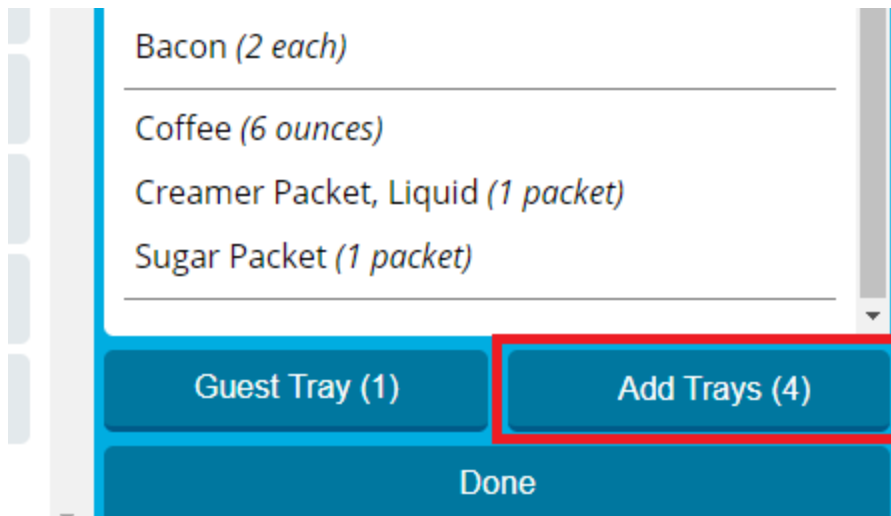 Bacon (2 each)
Coffee (6 ounces)
Creamer Packet, Liquid (1 packet)
Sugar Packet (1 packet)
Guest Tray (1)
Add Trays (4)
Done